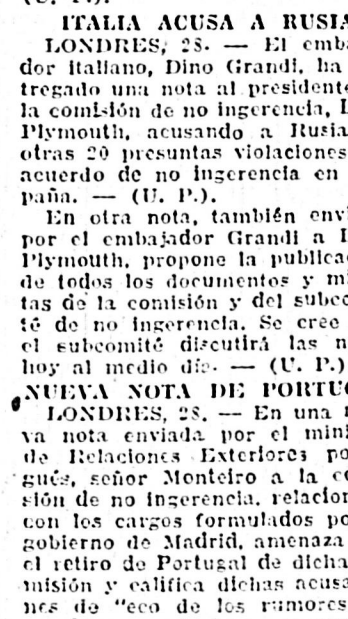 (U. P.).
ITALIA ACUSA A RUSIA
LONDRES, 28. — El emba
dor italiano, Dino Grandi, ha
tregado una nota al president
la comisión de no ingerencia, L
Plymouth, acusando a Rusia
otras 20 presuntas violaciones
acuerdo de no ingerencia en
paña. — (U. P.).
En otra nota, también envi
por el embajador Grandi a L
Plymouth, propone la publica
de todos los documentos y mi
tas de la comisión y del subco
té de no ingerencia. Se cree
el subcomité discutirá las n
hoy al medio día. — (U. P.)
NUEVA NOTA DE PORTUG
LONDRES, 28. — En una n
va nota enviada por el mini
de Relaciones Exteriores po
gués, señor Monteiro a la co
sión de no ingerencia, relacion
con los cargos formulados po
gobierno de Madrid, amenaza
el retiro de Portugal de dicha
misión y califica dichas acusa
nes de "eco de los rumores